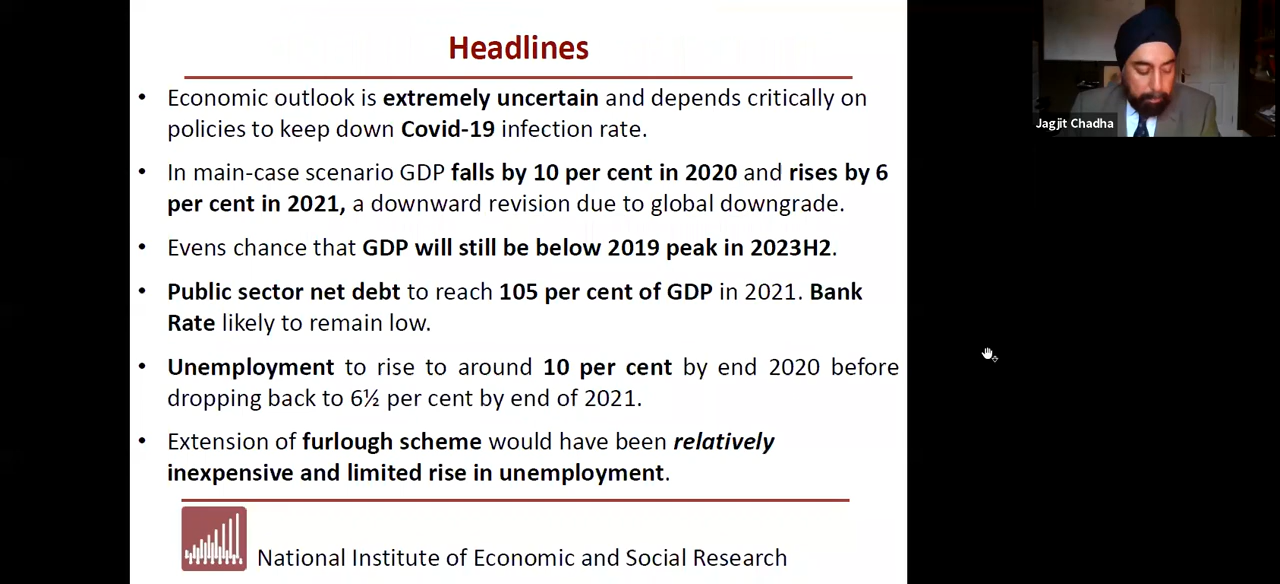 Headlines
• Economic outlook is extremely uncertain and depends critically on
policies to keep down Covid-19 infection rate.
• In main-case scenario GDP falls by 10 per cent in 2020 and rises by 6
per cent in 2021, a downward revision due to global downgrade.
• Evens chance that GDP will still be below 2019 peak in 2023H2.
• Public sector net debt to reach 105 per cent of GDP in 2021. Bank
Rate likely to remain low.
• Unemployment to rise to around 10 per cent by end 2020 before
dropping back to 6½ per cent by end of 2021.
• Extension of furlough scheme would have been relatively
inexpensive and limited rise in unemployment.
National Institute of Economic and Social Research
Jagjit Chadha